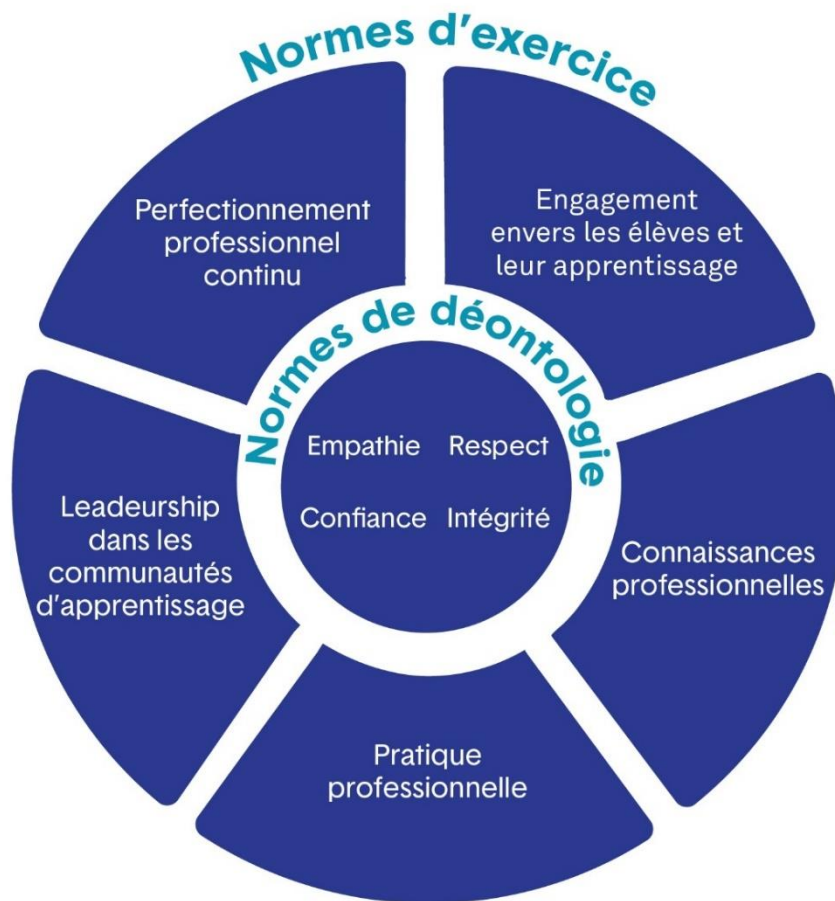 Normes d'exercice
Perfectionnement
professionnel
continu
Engagement
envers les élèves et
leur apprentissage
Normes de déontologie
Empathie Respect
Confiance Intégrité
Leadeurship
dans les
communautés
d'apprentissage
Connaissances
professionnelles
Pratique
professionnelle